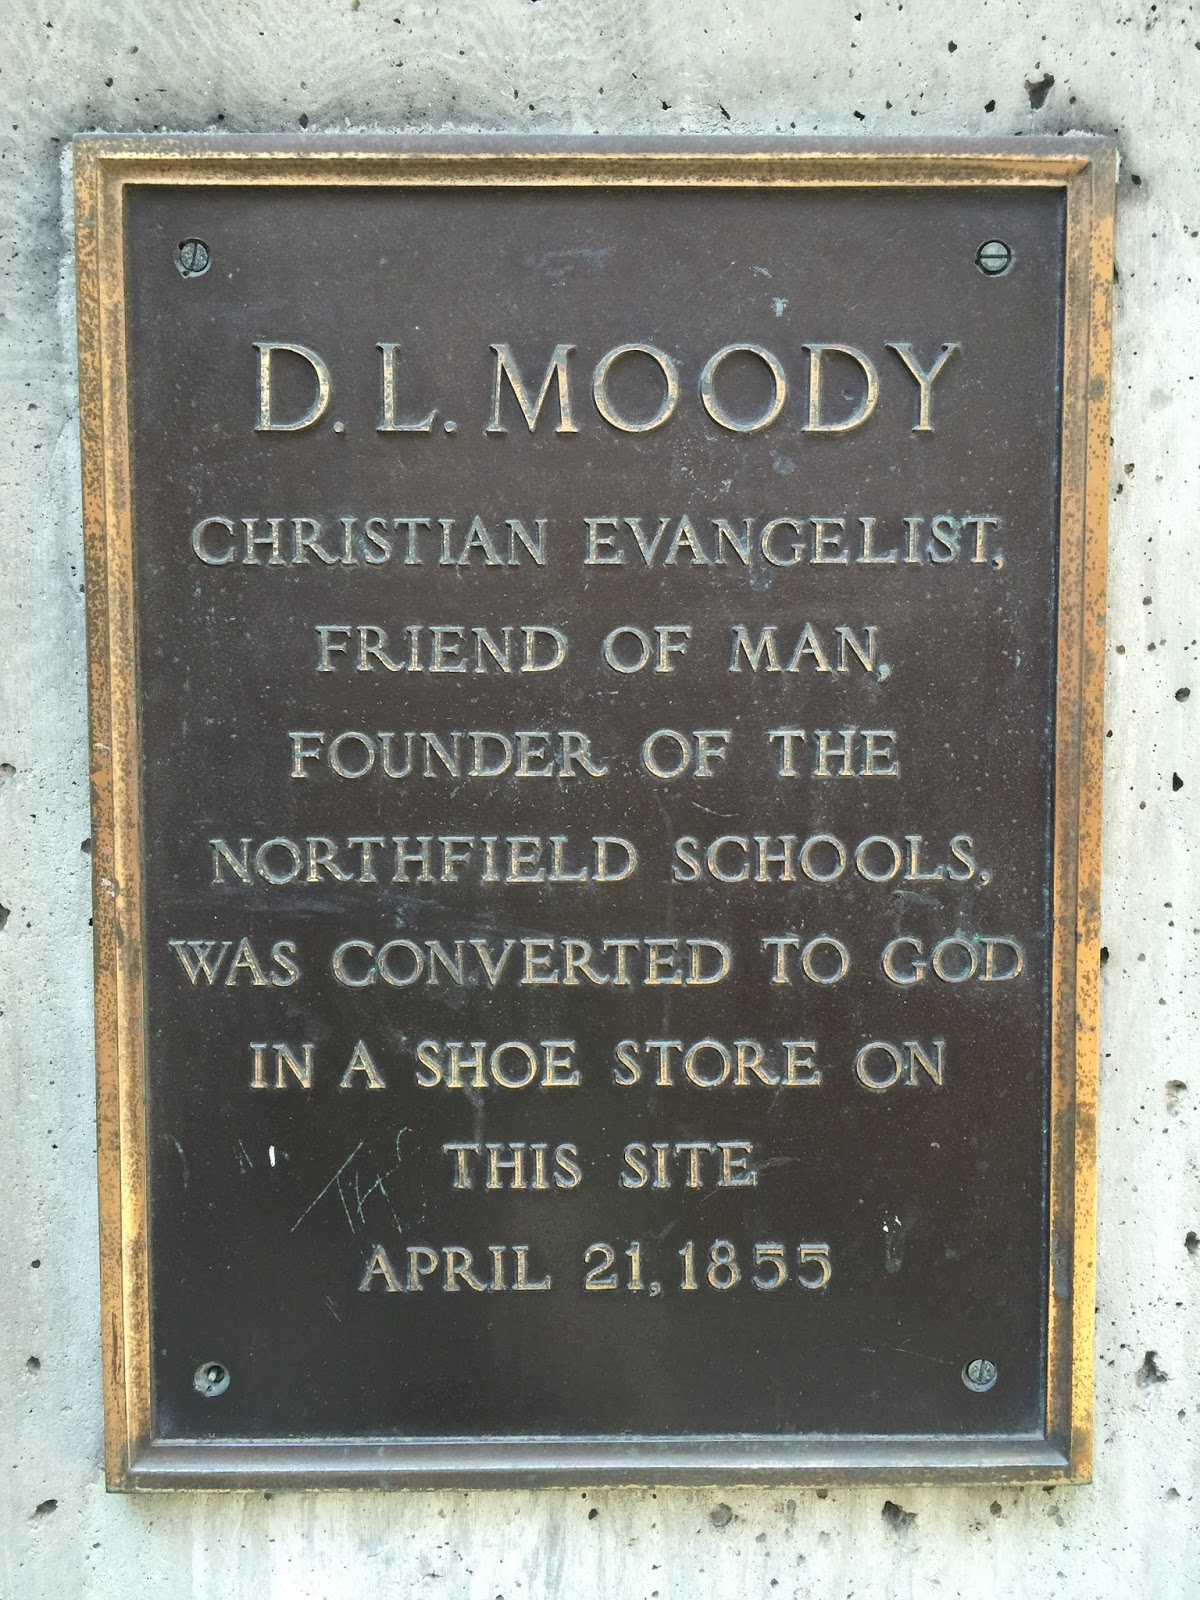 D. L. MOODY
CHRISTIAN EVANGELIST,
FRIEND OF MAN,
FOUNDER OF THE
NORTHFIELD SCHOOLS,
WAS CONVERTED TO GOD
IN A SHOE STORE ON
THIS SITE
APRIL 21, 1855